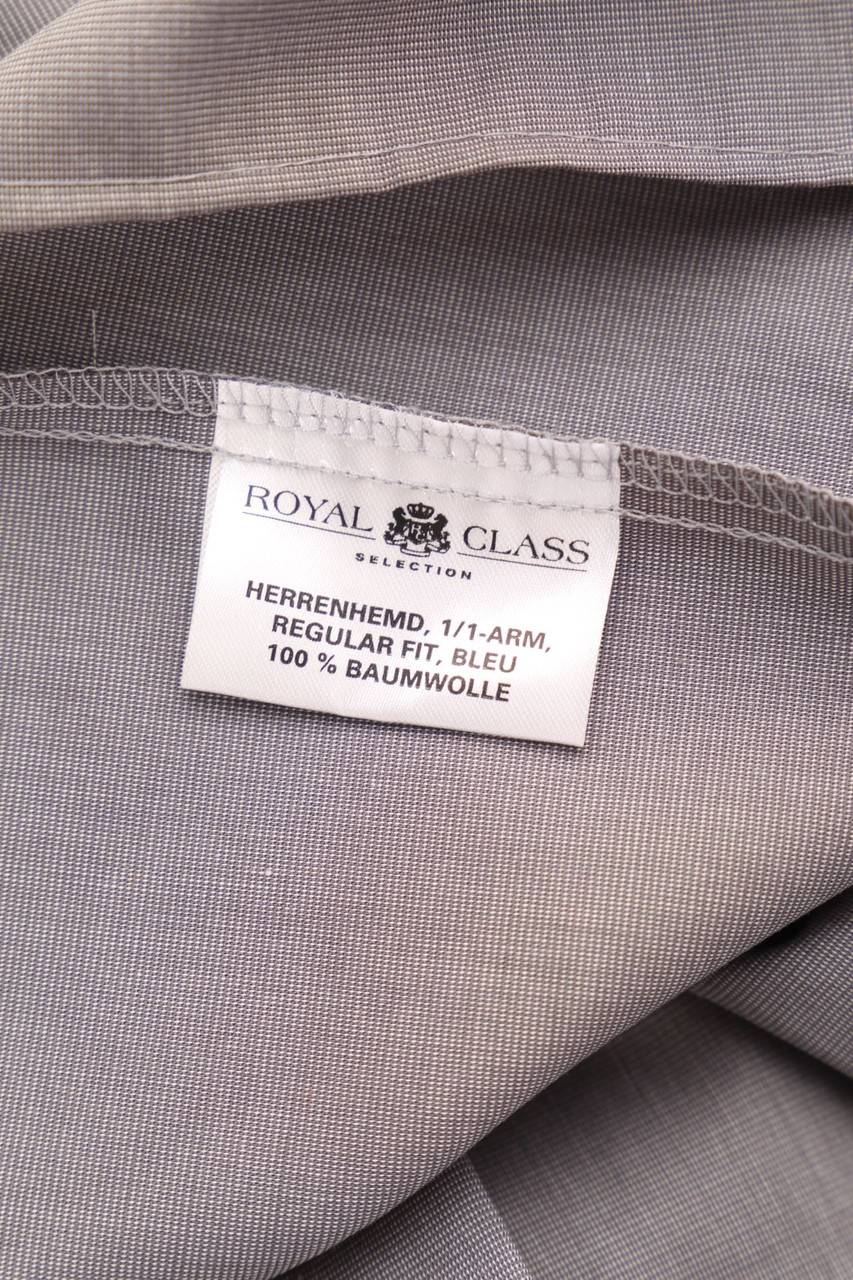 ROYAL CLASS
SELECTION
HERRENHEMD, 1/1-ARM,
REGULAR FIT, BLEU
100 % BAUMWOLLE